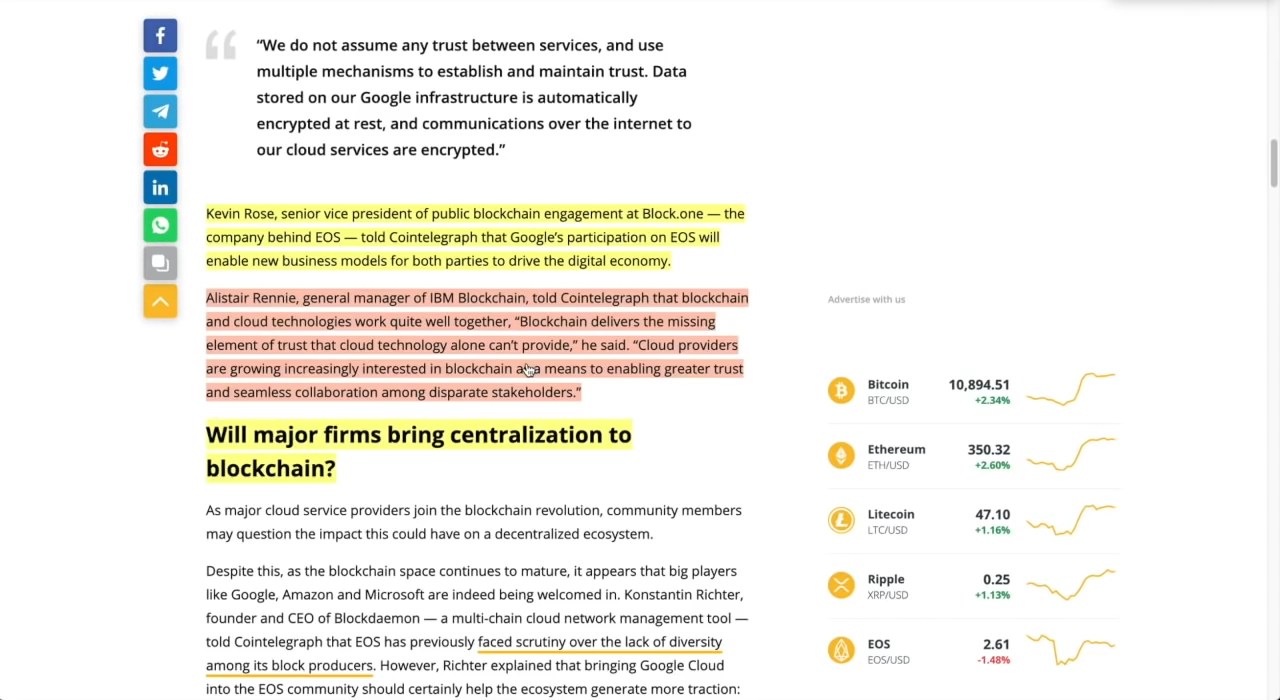 “We do not assume any trust between services, and use
multiple mechanisms to establish and maintain trust. Data
stored on our Google infrastructure is automatically
encrypted at rest, and communications over the internet to
our cloud services are encrypted.”
Kevin Rose, senior vice president of public blockchain engagement at Block.one — the
company behind EOS — told Cointelegraph that Google’s participation on EOS will
enable new business models for both parties to drive the digital economy.
Alistair Rennie, general manager of IBM Blockchain, told Cointelegraph that blockchain
and cloud technologies work quite well together, “Blockchain delivers the missing
element of trust that cloud technology alone can’t provide,” he said. “Cloud providers
are growing increasingly interested in blockchain as a means to enabling greater trust
and seamless collaboration among disparate stakeholders.”
Will major firms bring centralization to
blockchain?
As major cloud service providers join the blockchain revolution, community members
may question the impact this could have on a decentralized ecosystem.
Despite this, as the blockchain space continues to mature, it appears that big players
like Google, Amazon and Microsoft are indeed being welcomed in. Konstantin Richter,
founder and CEO of Blockdaemon — a multi-chain cloud network management tool —
told Cointelegraph that EOS has previously faced scrutiny over the lack of diversity
among its block producers. However, Richter explained that bringing Google Cloud
into the EOS community should certainly help the ecosystem generate more traction:
Advertise with us
Bitcoin 10,894.51
BTC/USD +2.34%
Ethereum 350.32
ETH/USD +2.60%
Litecoin 47.10
LTC/USD +1.16%
Ripple 0.25
XRP/USD +1.13%
EOS 2.61
EOS/USD -1.48%